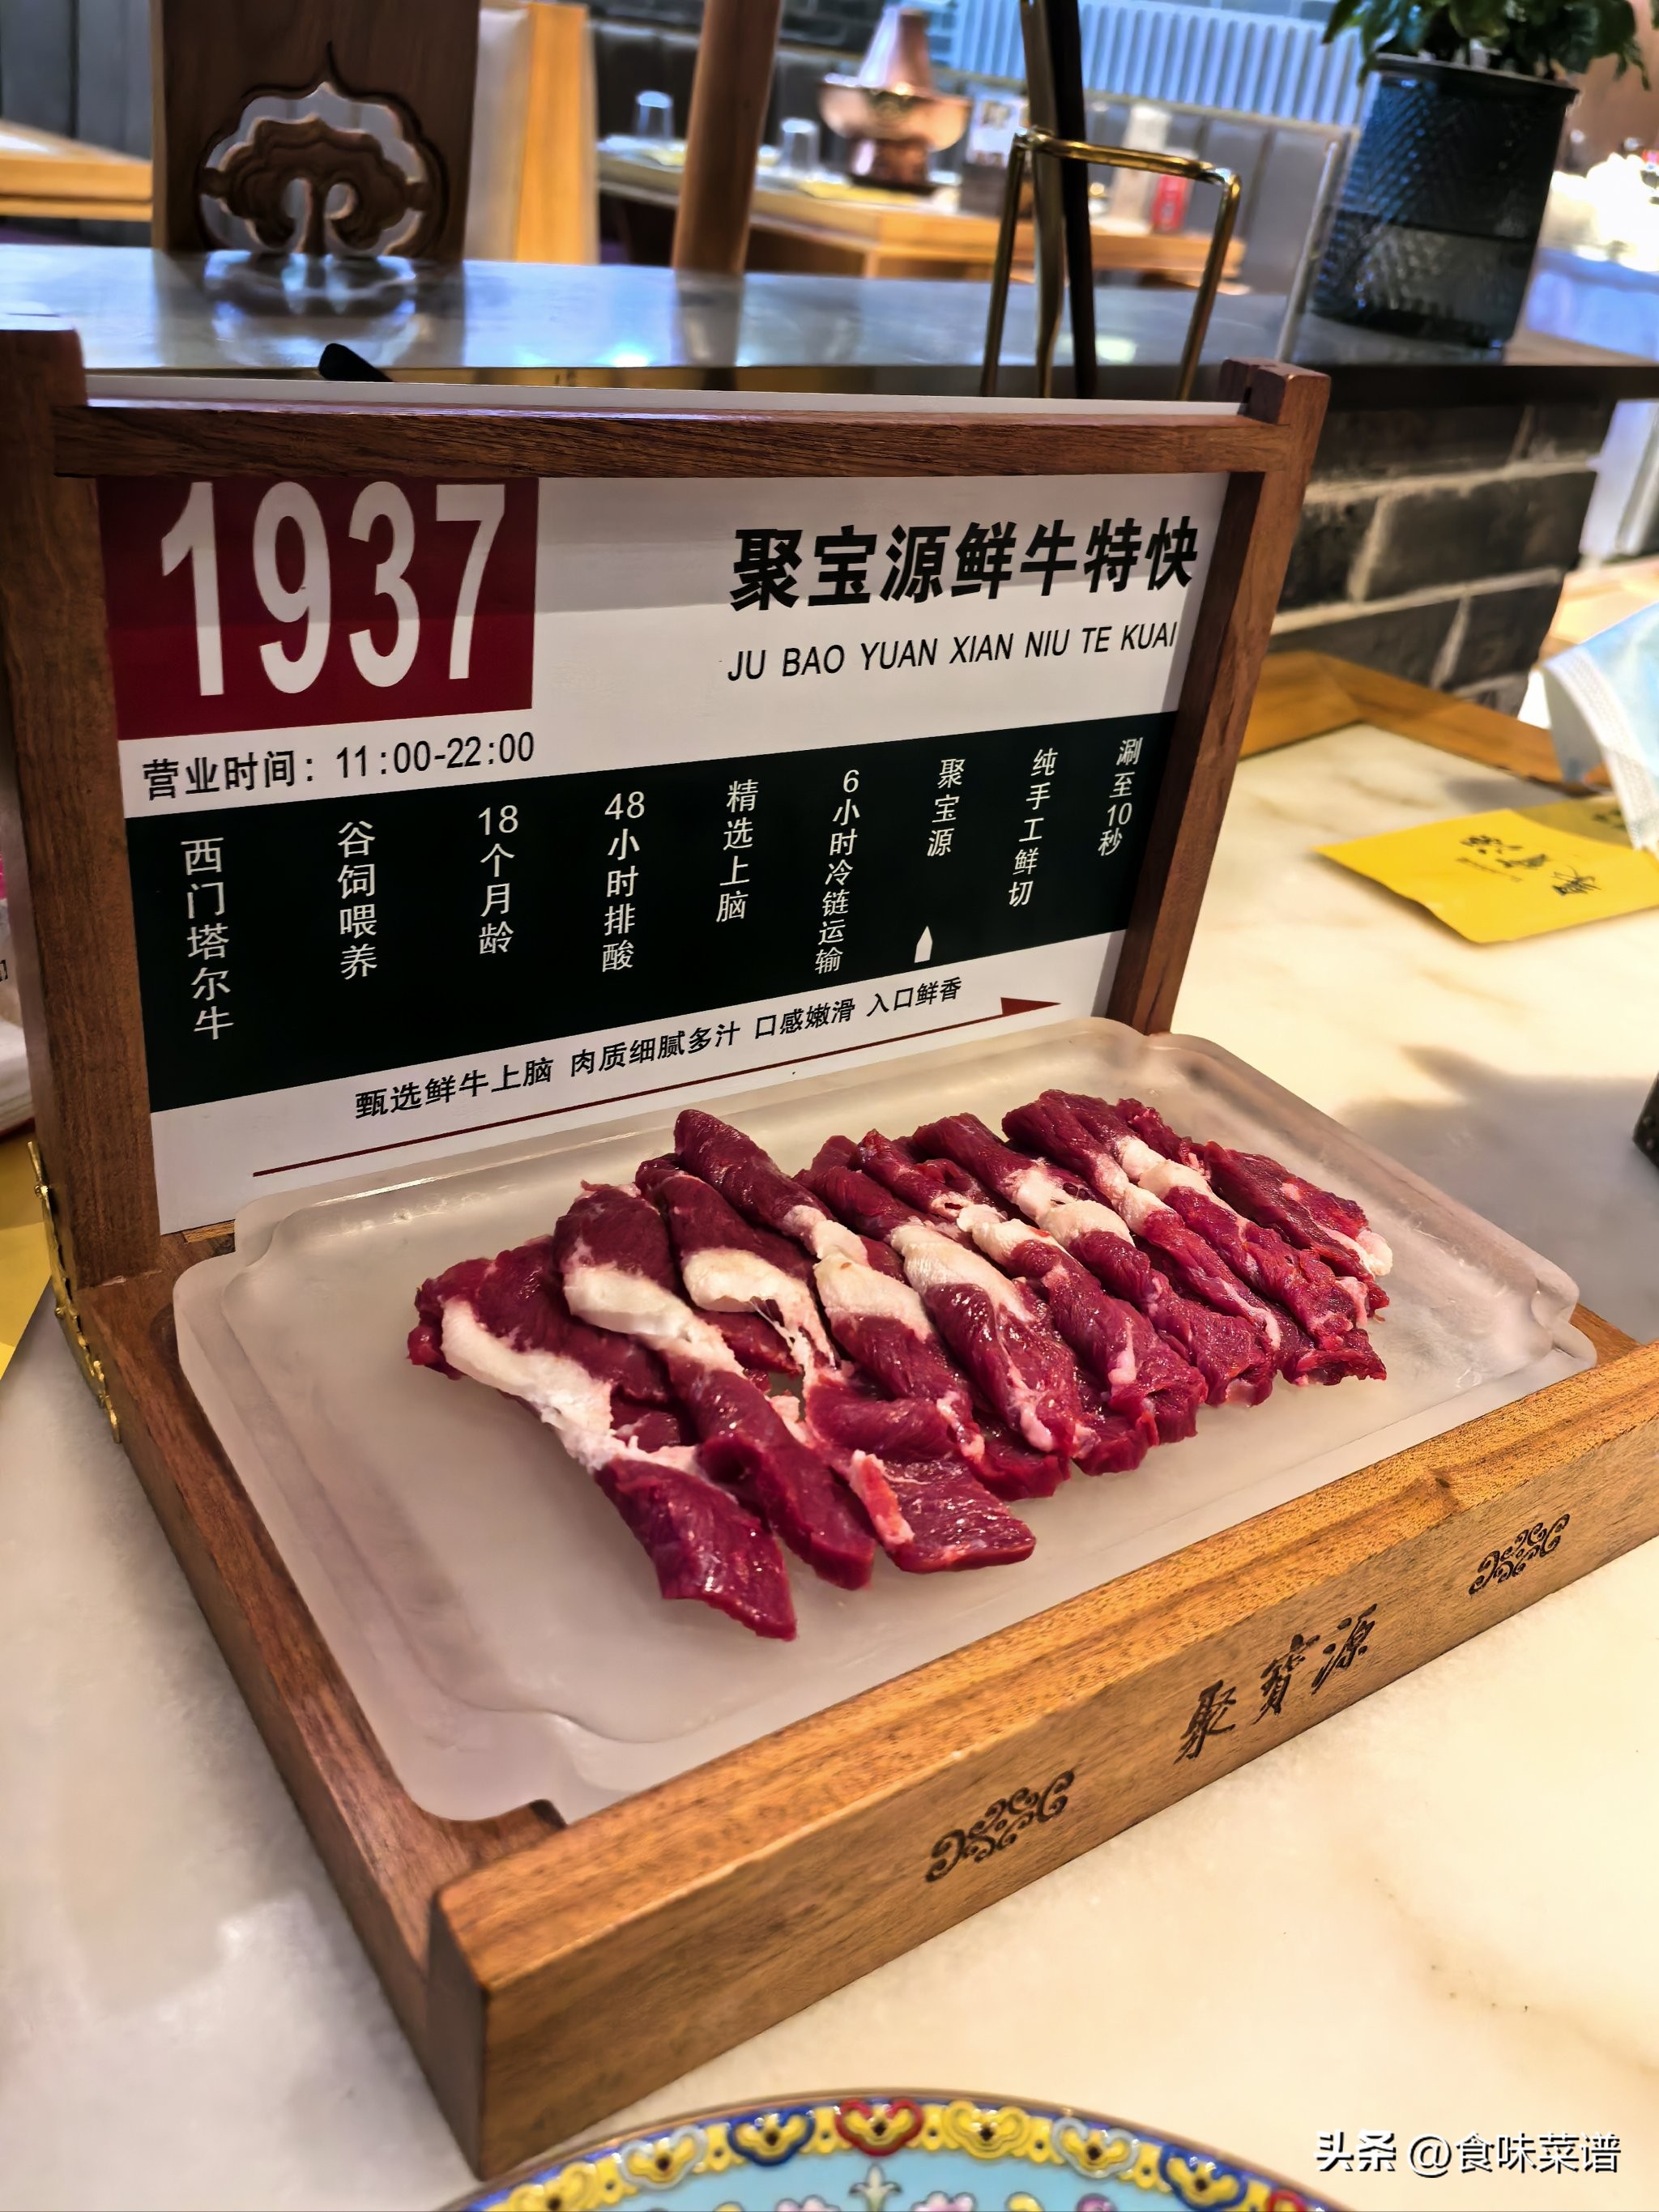 1937
聚宝源鲜牛特快
JU BAO YUAN XIAN NIU TE KUAI
营业时间：11:00-22:00
西门塔尔牛
谷饲喂养
18个月龄
48小时排酸
精选上脑
6小时冷链运输
聚宝源
纯手工鲜切
涮至10秒
甄选鲜牛上脑 肉质细腻多汁 口感嫩滑 入口鲜香
聚寶源
聚寶源
头条 @食味菜谱